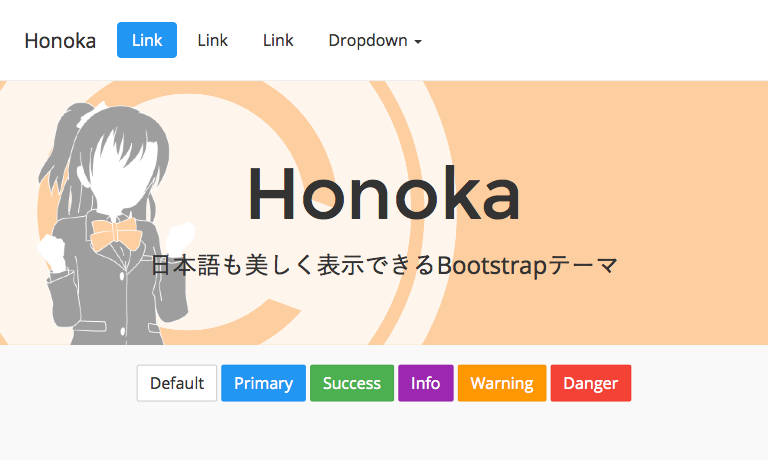 Honoka Link Link Link Dropdown
Honoka
日本語も美しく表示できるBootstrapテーマ
Default Primary Success Info Warning Danger